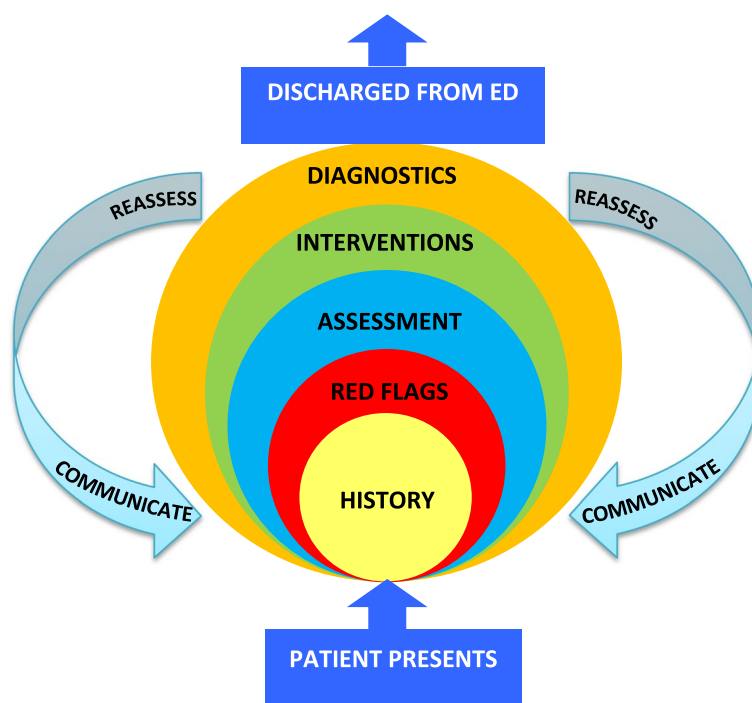 DISCHARGED FROM ED
DIAGNOSTICS
REASSESS
REASSESS
INTERVENTIONS
ASSESSMENT
RED FLAGS
COMMUNICATE
COMMUNICATE
HISTORY
PATIENT PRESENTS